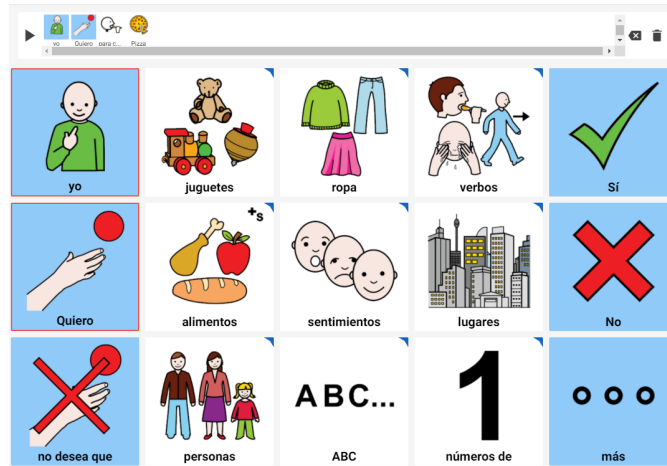 yo Quiero para c... Pizza
yo juguetes ropa verbos Sí
+s
Quiero alimentos sentimientos lugares No
ABC... 1
no desea que personas ABC números de más